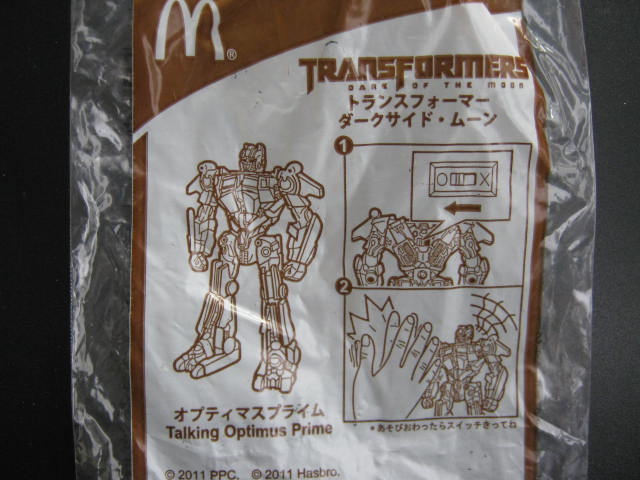 M®
TRANSFORMERS
DARK OF THE MOON
トランスフォーマー
ダークサイド・ムーン
1
O X
2
オプティマスプライム
Talking Optimus Prime
*あそびおわったらスイッチきってね
© 2011 PPC. © 2011 Hasbro.